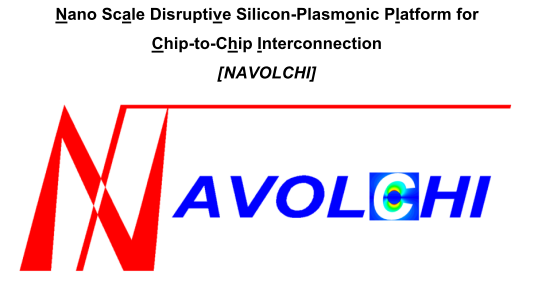 Nano Scale Disruptive Silicon-Plasmonic Platform for
Chip-to-Chip Interconnection
[NAVOLCHI]
NAVOLCHI